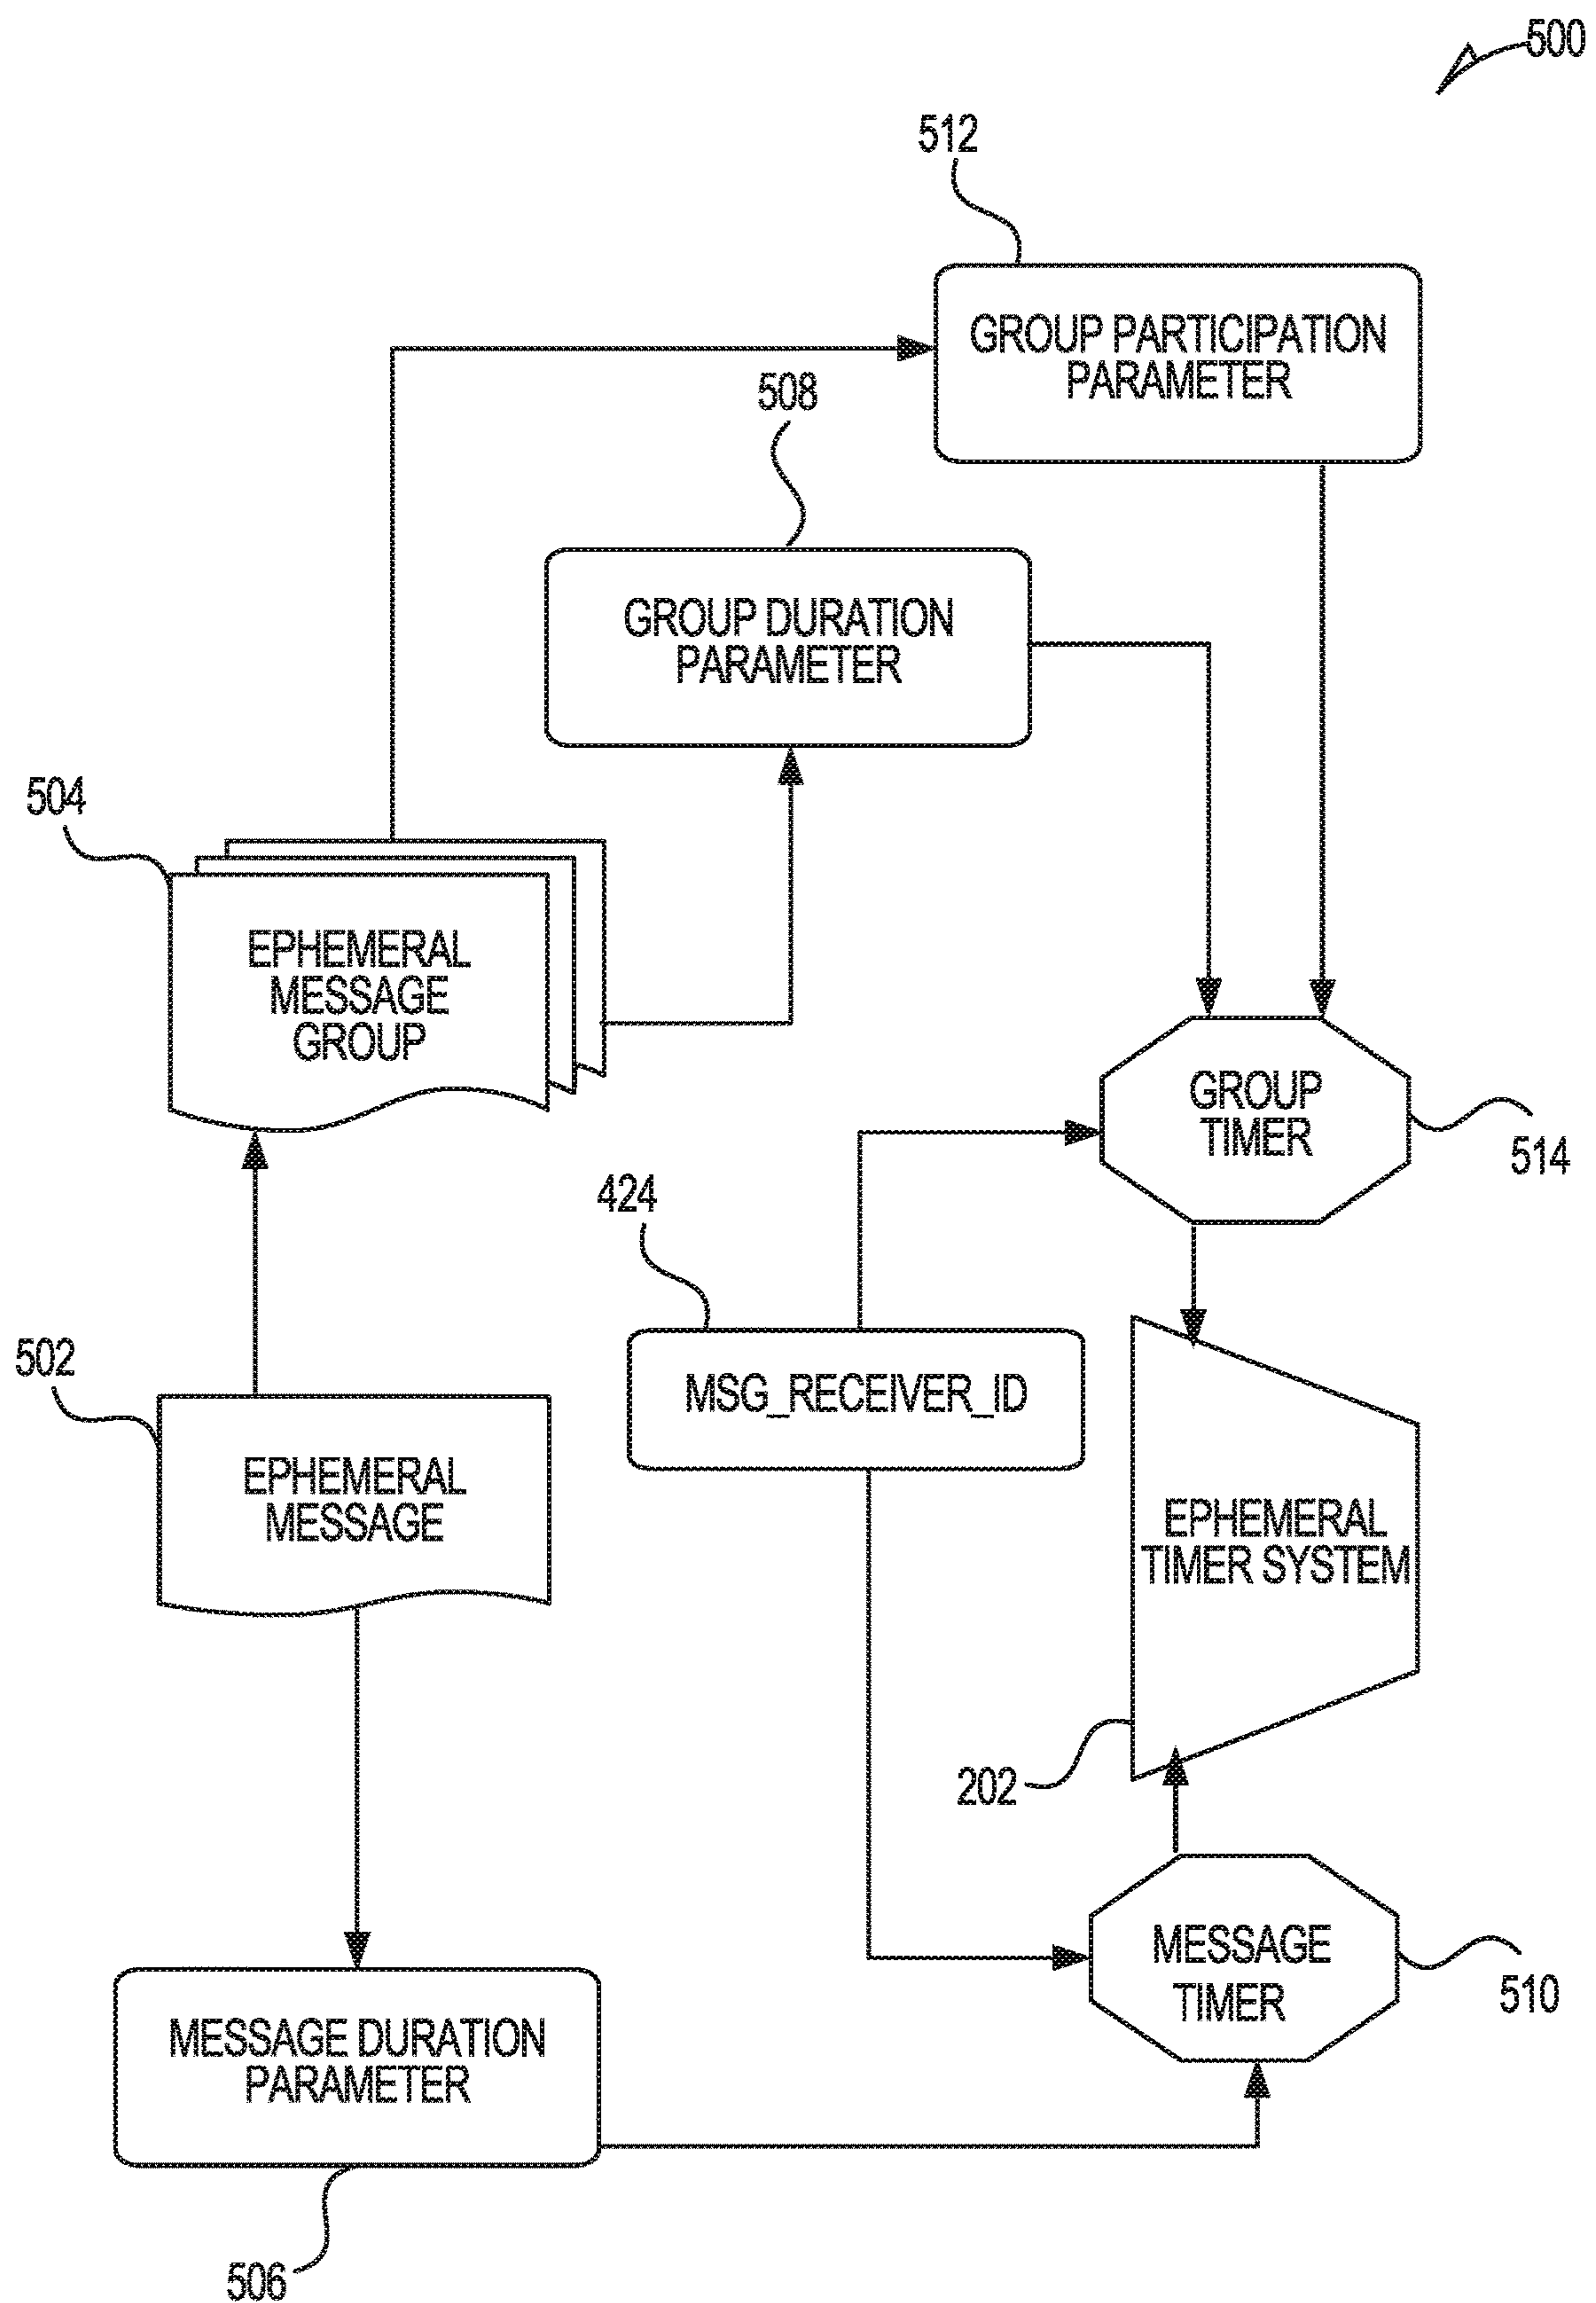 500
512
GROUP PARTICIPATION
PARAMETER
508
GROUP DURATION
PARAMETER
504
EPHEMERAL
MESSAGE
GROUP
GROUP
TIMER
514
424
MSG_RECEIVER_ID
502
EPHEMERAL
MESSAGE
EPHEMERAL
TIMER SYSTEM
202
MESSAGE
TIMER
510
MESSAGE DURATION
PARAMETER
506